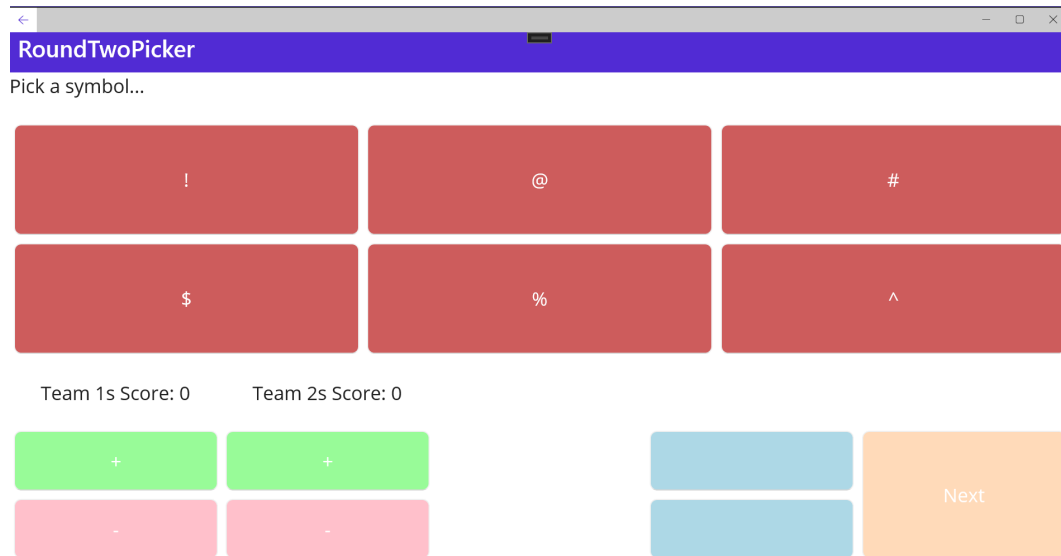 RoundTwoPicker
Pick a symbol...
! @ #
$ % ^
Team 1s Score: 0 Team 2s Score: 0
+ +
Next
- -